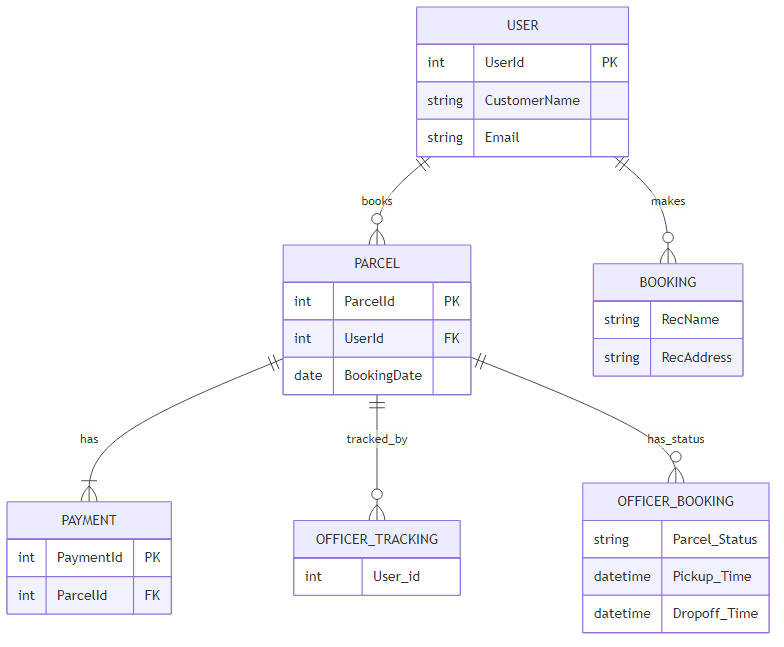 USER
int UserId PK
string CustomerName
string Email
books
makes
PARCEL
int ParcelId PK
int UserId FK
date BookingDate
BOOKING
string RecName
string RecAddress
has
tracked_by
has_status
PAYMENT
int PaymentId PK
int ParcelId FK
OFFICER_TRACKING
int User_id
OFFICER_BOOKING
string Parcel_Status
datetime Pickup_Time
datetime Dropoff_Time